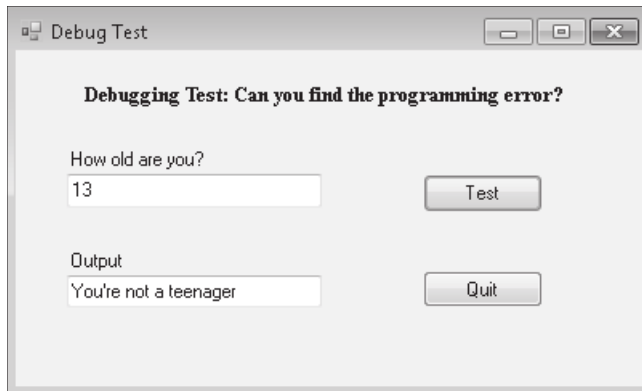 Debug Test
Debugging Test: Can you find the programming error?
How old are you?
13
Test
Output
You're not a teenager
Quit